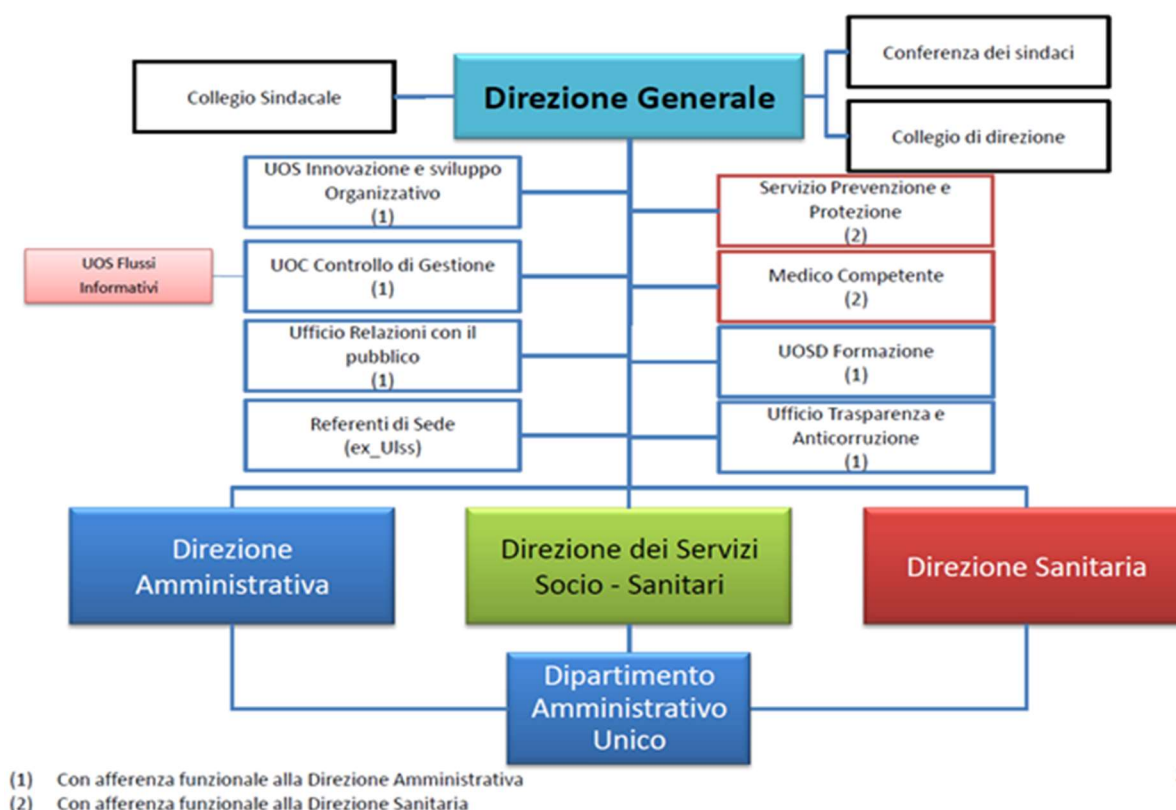 Conferenza dei sindaci
Collegio Sindacale
Direzione Generale
Collegio di direzione
UOS Innovazione e sviluppo
Organizzativo
(1)
Servizio Prevenzione e
Protezione
(2)
UOS Flussi
Informativi
UOC Controllo di Gestione
(1)
Medico Competente
(2)
Ufficio Relazioni con il
pubblico
(1)
UOSD Formazione
(1)
Referenti di Sede
(ex_Ulss)
Ufficio Trasparenza e
Anticorruzione
(1)
Direzione
Amministrativa
Direzione dei Servizi
Socio - Sanitari
Direzione Sanitaria
Dipartimento
Amministrativo
Unico
(1) Con afferenza funzionale alla Direzione Amministrativa
(2) Con afferenza funzionale alla Direzione Sanitaria